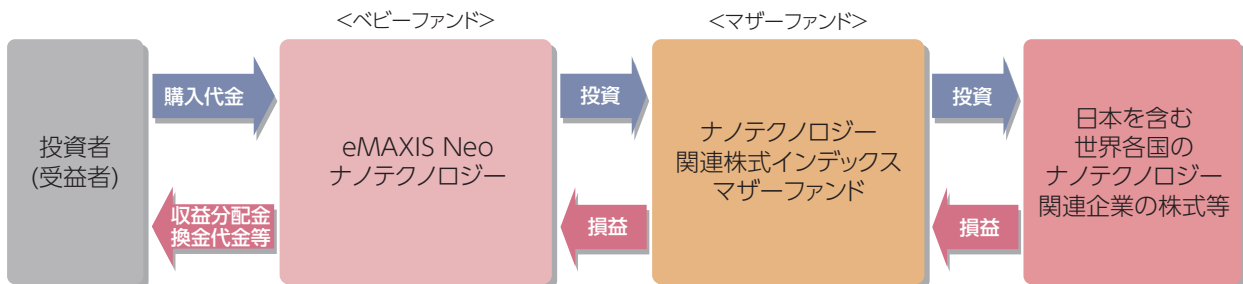 <ベビーファンド>
<マザーファンド>
投資者
(受益者)
購入代金
収益分配金
換金代金等
eMAXIS Neo
ナノテクノロジー
投資
損益
ナノテクノロジー
関連株式インデックス
マザーファンド
投資
損益
日本を含む
世界各国の
ナノテクノロジー
関連企業の株式等